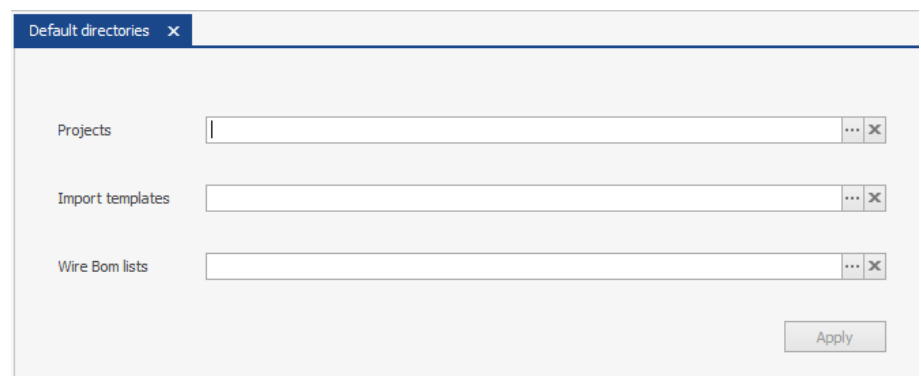 Default directories
Projects
Import templates
Wire Bom lists
Apply